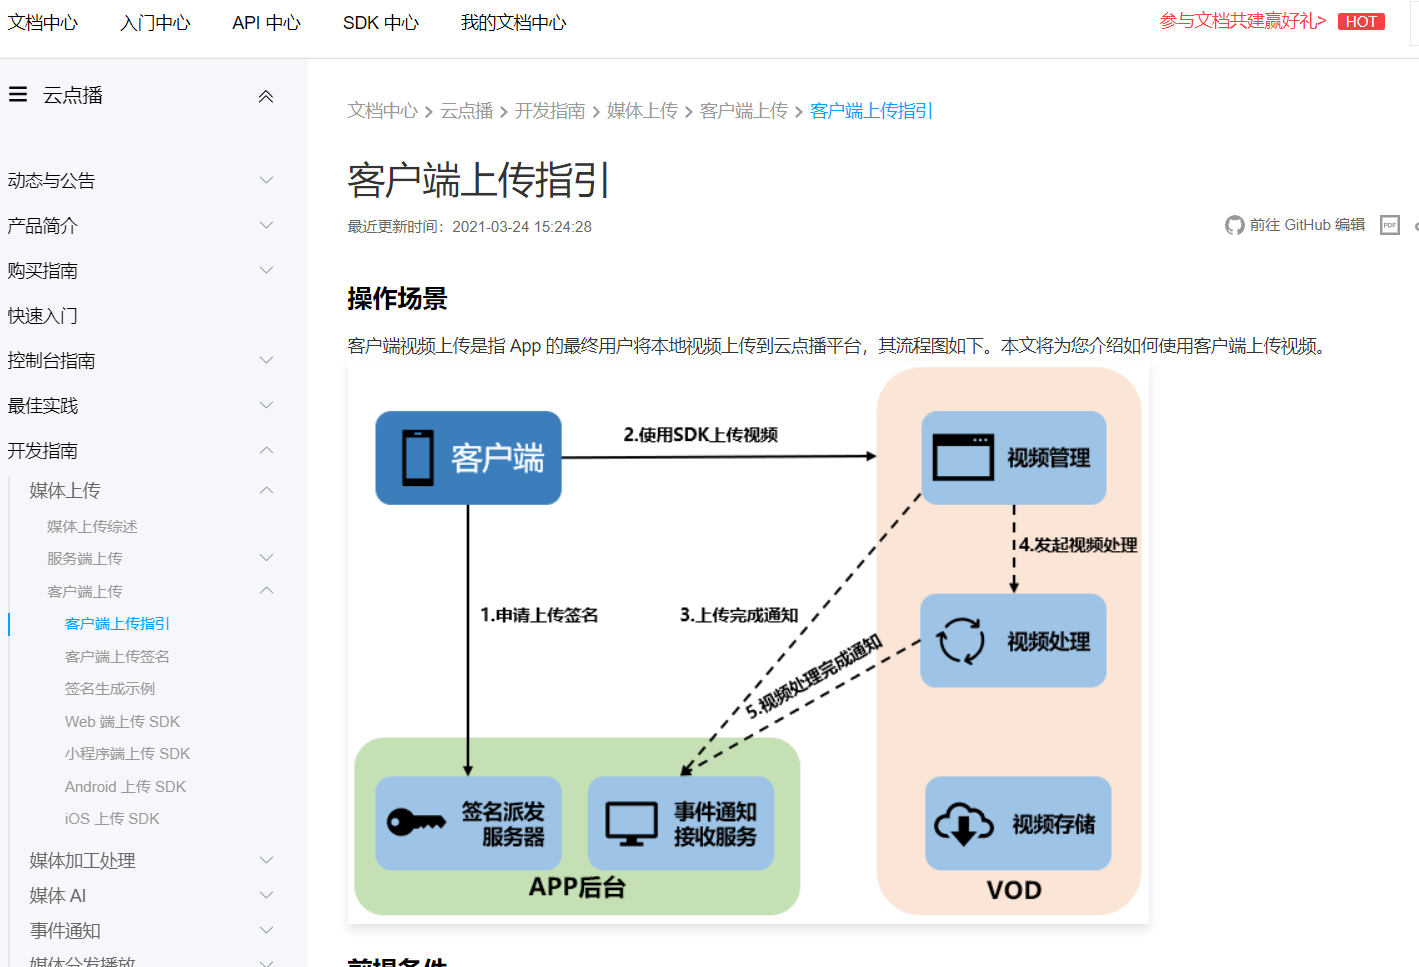 文档中心 入门中心 API 中心 SDK 中心 我的文档中心
参与文档共建赢好礼> HOT
云点播
动态与公告
产品简介
购买指南
快速入门
控制台指南
最佳实践
开发指南
媒体上传
媒体上传综述
服务端上传
客户端上传
客户端上传指引
客户端上传签名
签名生成示例
Web 端上传 SDK
小程序端上传 SDK
Android 上传 SDK
iOS 上传 SDK
媒体加工处理
媒体 AI
事件通知
媒体分发播放
文档中心 > 云点播 > 开发指南 > 媒体上传 > 客户端上传 > 客户端上传指引
客户端上传指引
最近更新时间：2021-03-24 15:24:28
前往 GitHub 编辑 PDF
操作场景
客户端视频上传是指 App 的最终用户将本地视频上传到云点播平台，其流程图如下。本文将为您介绍如何使用客户端上传视频。
客户端
2.使用SDK上传视频
视频管理
4.发起视频处理
1.申请上传签名
3.上传完成通知
5.视频处理完成通知
视频处理
签名派发
服务器
事件通知
接收服务
视频存储
APP后台
VOD
前提条件